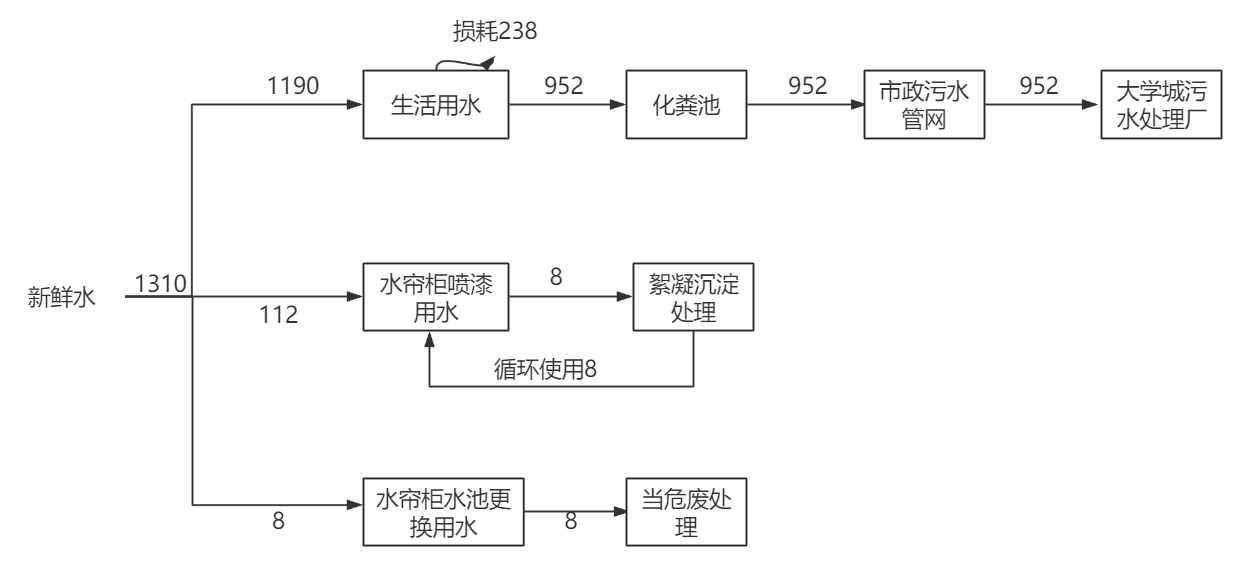 损耗238
1190
生活用水
952
化粪池
952
市政污水
管网
952
大学城污
水处理厂
新鲜水
1310
112
水帘柜喷漆
用水
8
絮凝沉淀
处理
循环使用8
8
水帘柜水池更
换用水
8
当危废处
理